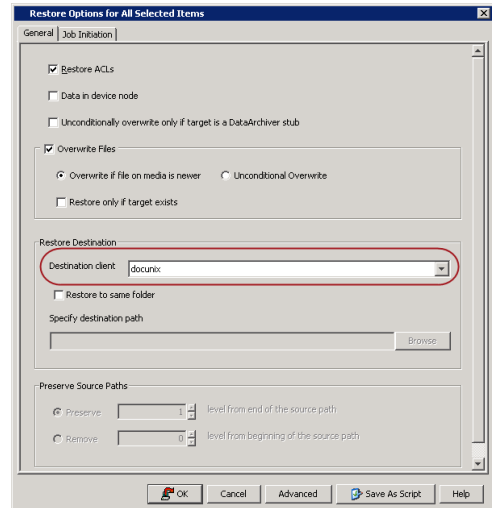 Restore Options for All Selected Items
General Job Initiation
Restore ACLs
Data in device node
Unconditionally overwrite only if target is a DataArchiver stub
Overwrite Files
Overwrite if file on media is newer Unconditional Overwrite
Restore only if target exists
Restore Destination
Destination client docunix
Restore to same folder
Specify destination path
Browse
Preserve Source Paths
Preserve 1 level from end of the source path
Remove 0 level from beginning of the source path
OK Cancel Advanced Save As Script Help